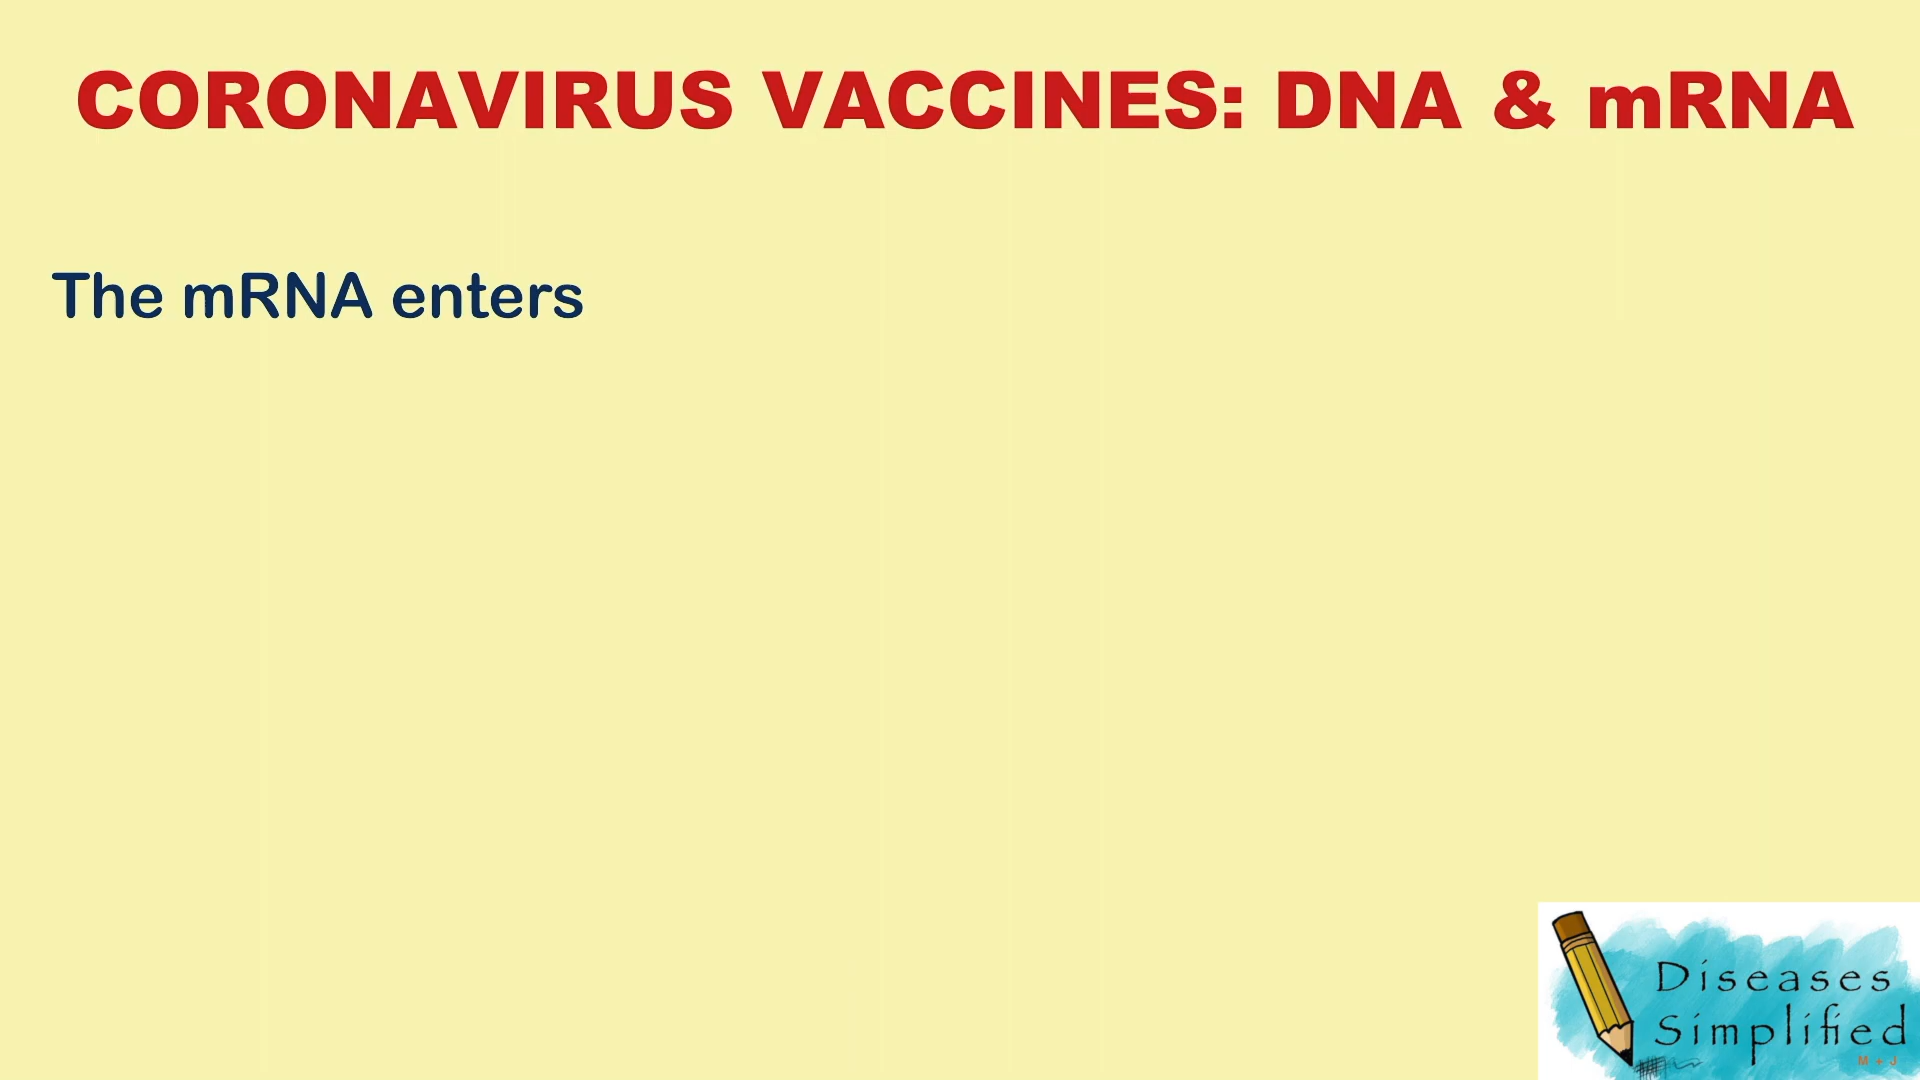 CORONAVIRUS VACCINES: DNA & mRNA
The mRNA enters
Diseases
Simplified
M + J